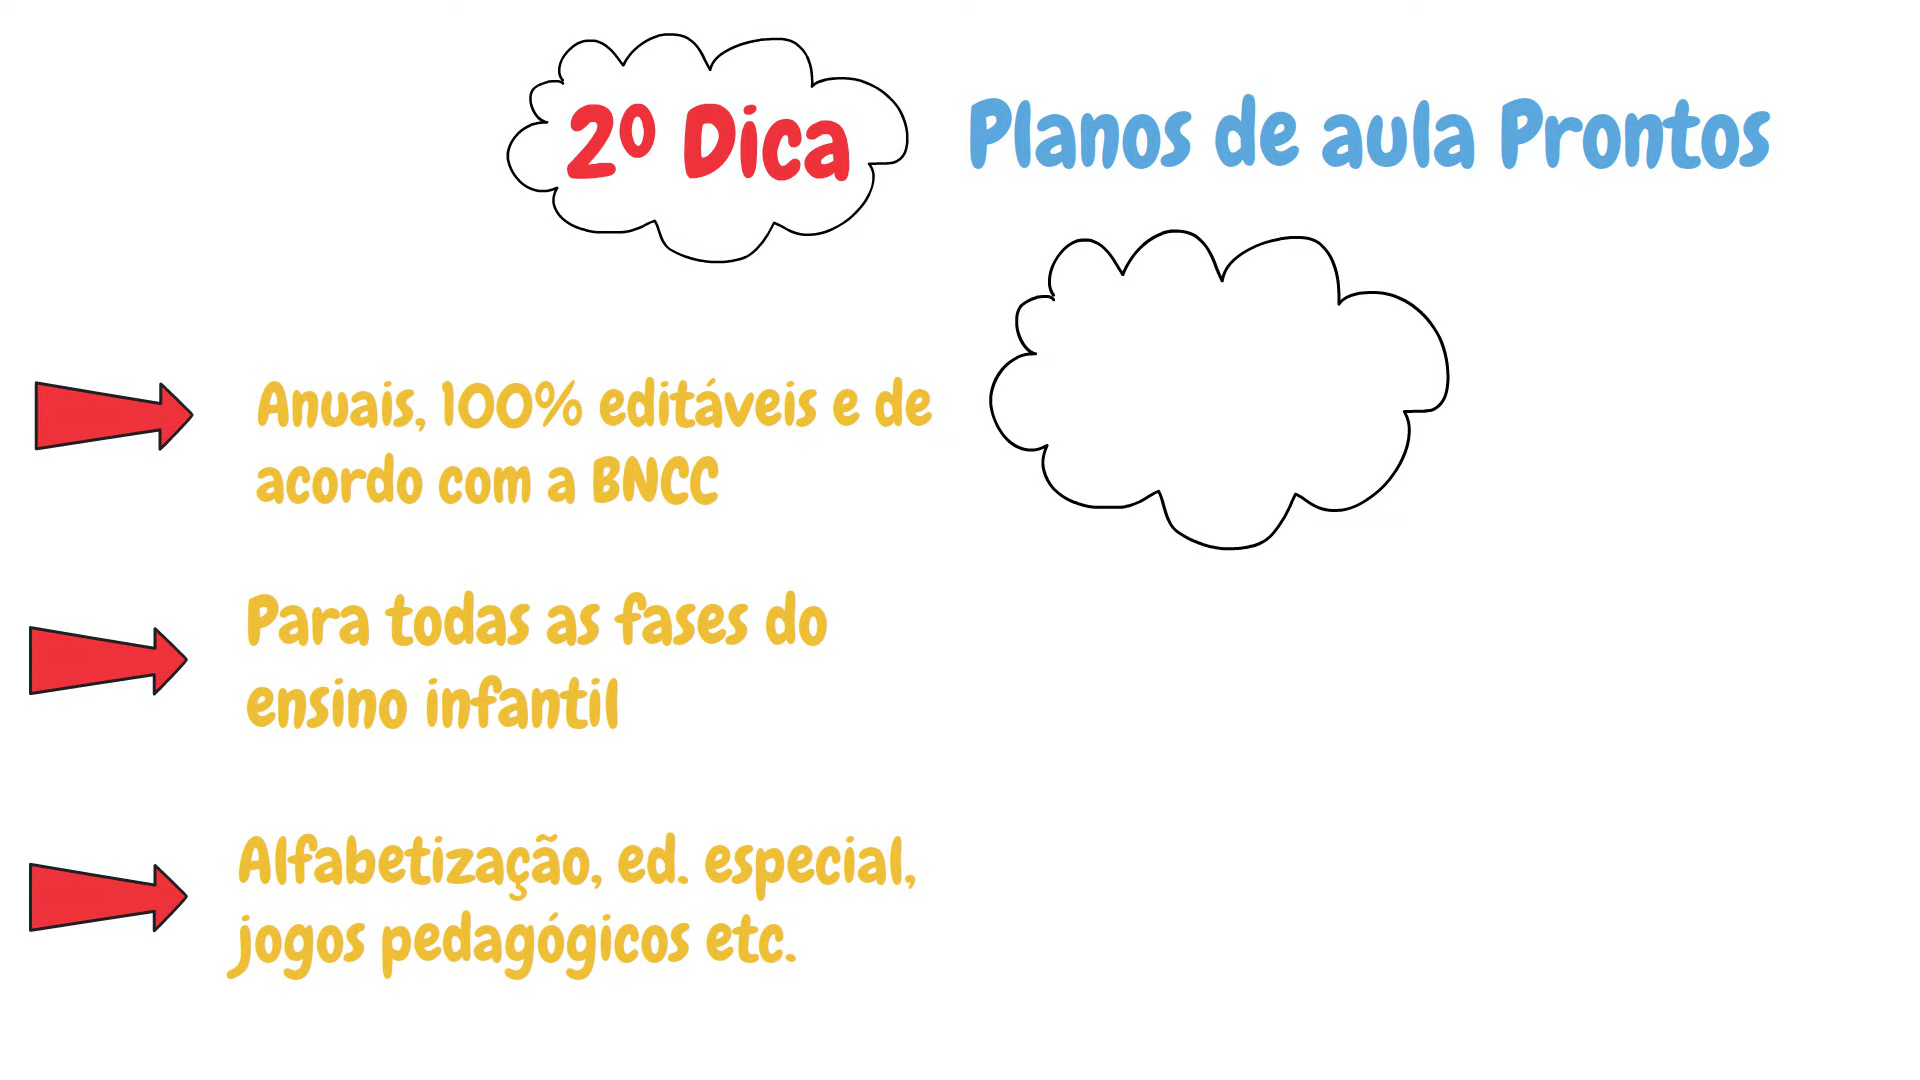 2º Dica
Planos de aula Prontos
Anuais, 100% editáveis e de
acordo com a BNCC
Para todas as fases do
ensino infantil
Alfabetização, ed. especial,
jogos pedagógicos etc.